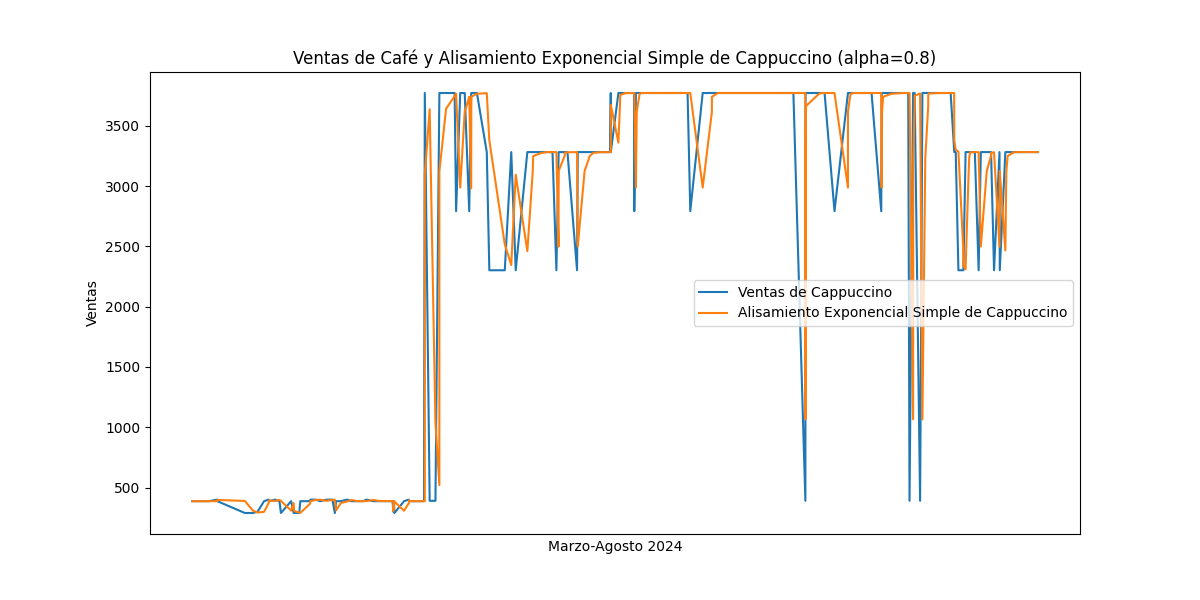 Ventas de Café y Alisamiento Exponencial Simple de Cappuccino (alpha=0.8)
3500
3000
2500
2000
1500
1000
500
Ventas
Ventas de Cappuccino
Alisamiento Exponencial Simple de Cappuccino
Marzo-Agosto 2024